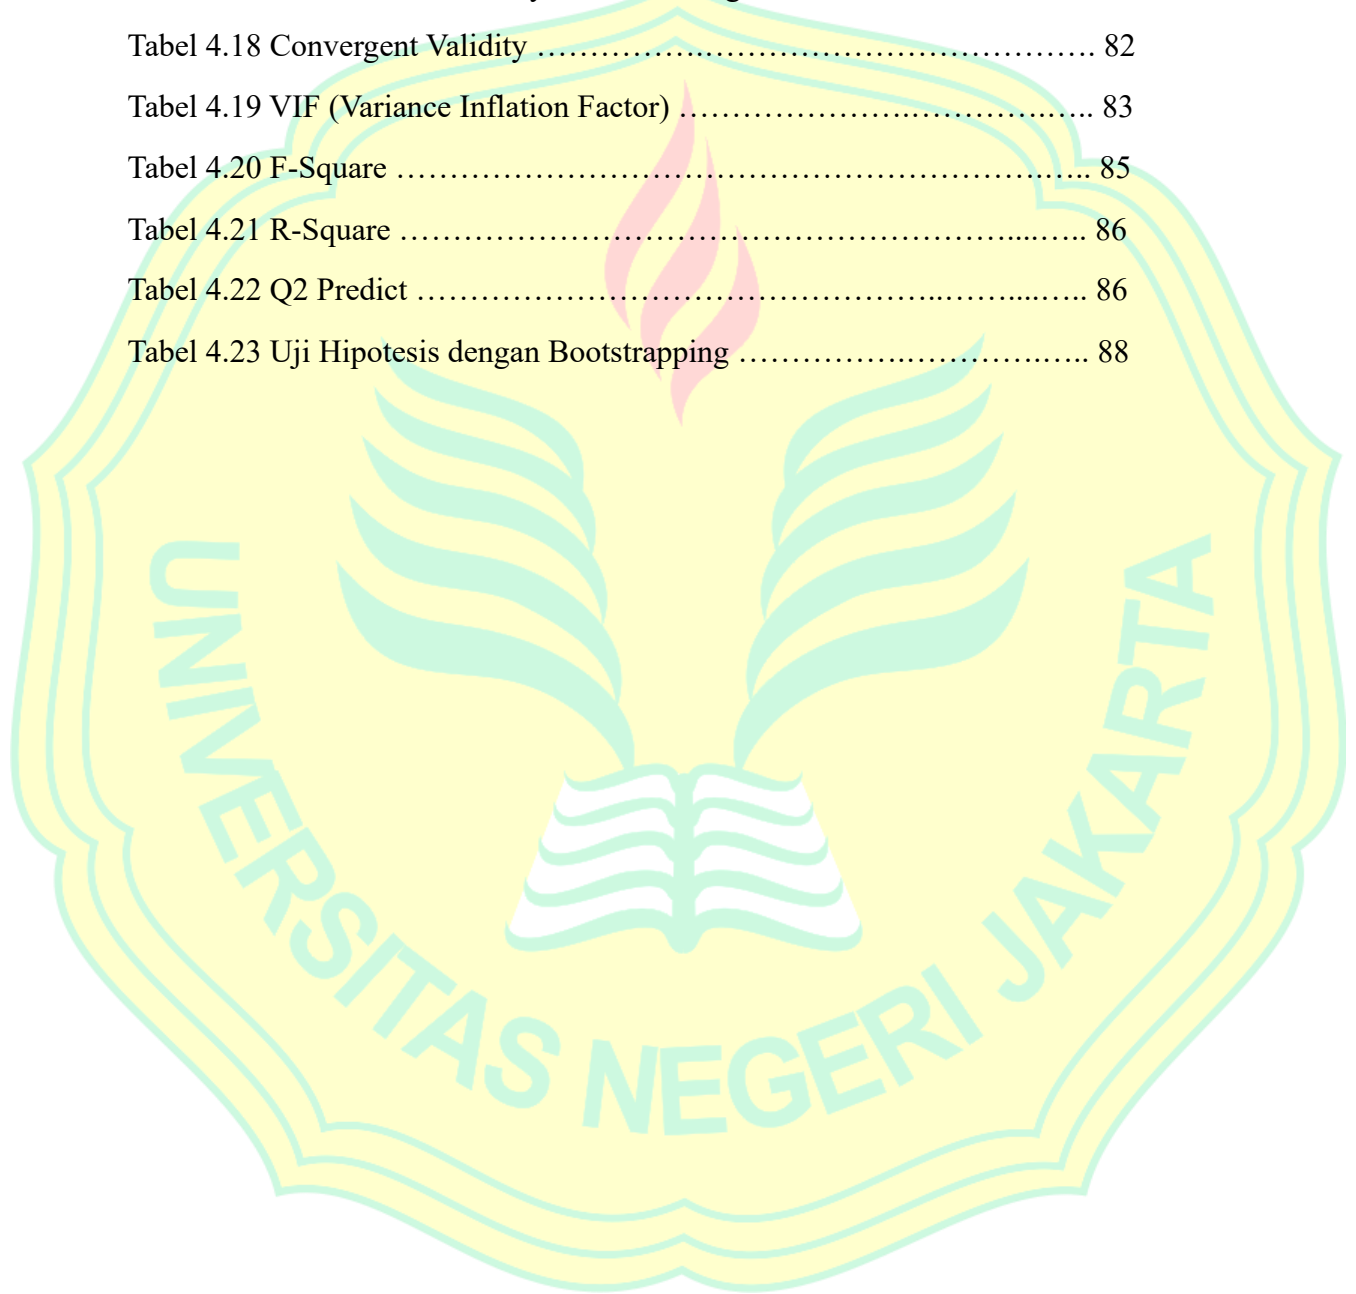 Tabel 4.18 Convergent Validity …………….…………………….…………………. 82
Tabel 4.19 VIF (Variance Inflation Factor) ………………….…………….….. 83
Tabel 4.20 F-Square ………………………………………………………….….. 85
Tabel 4.21 R-Square …………………………………………………....….. 86
Tabel 4.22 Q2 Predict …………………………………………..……....….. 86
Tabel 4.23 Uji Hipotesis dengan Bootstrapping …………….………….….. 88
UNIVERSITAS NEGERI JAKARTA